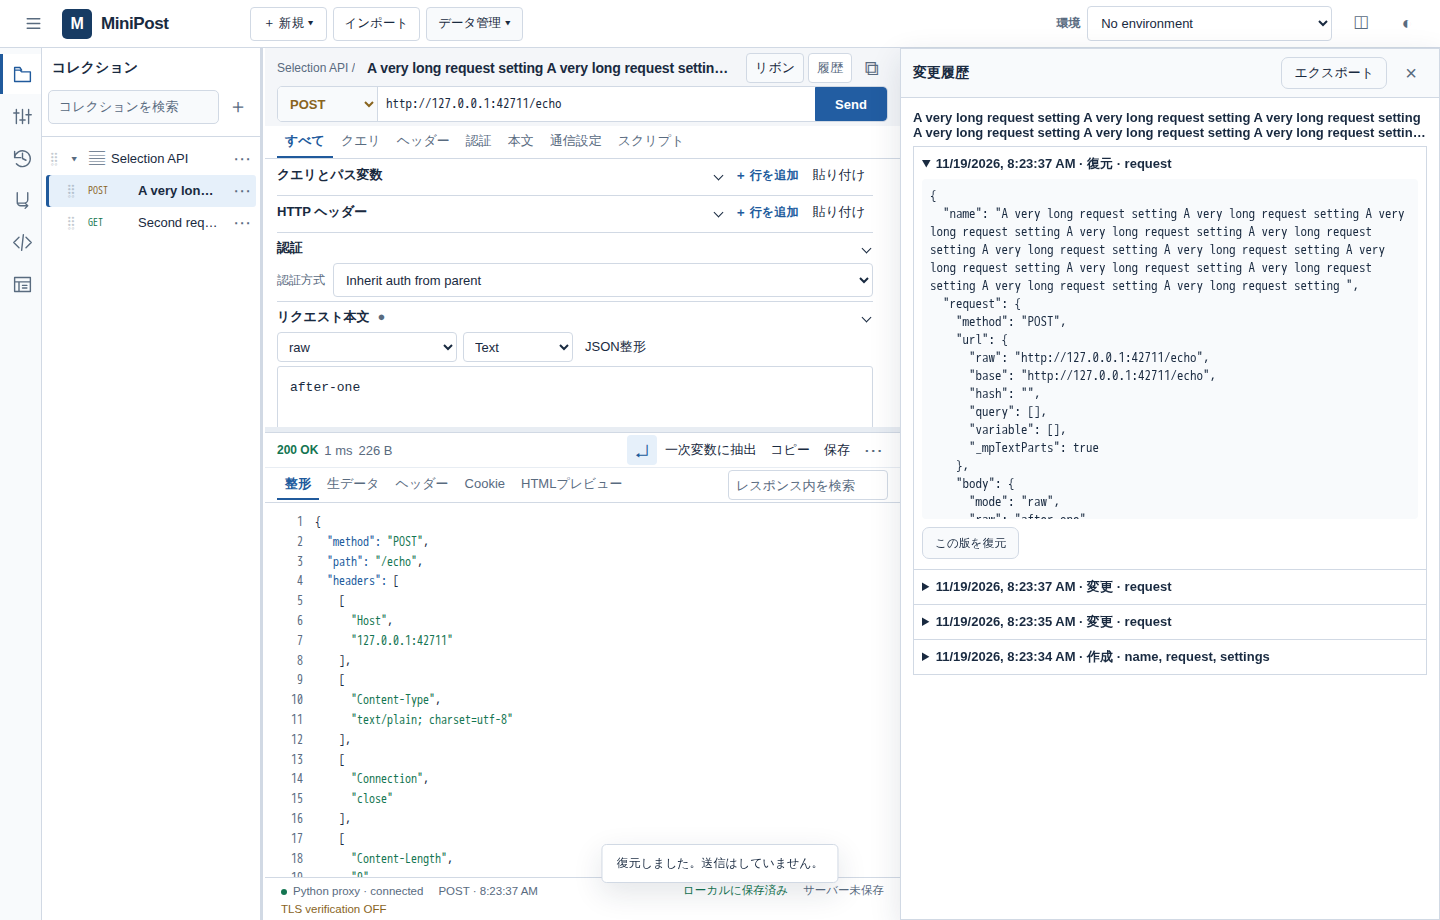 M MiniPost
＋ 新規 ▾ インポート データ管理 ▾
環境 No environment
コレクション
コレクションを検索 ＋
Selection API ···
POST A very lon… ···
GET Second req… ···
Selection API / A very long request setting A very long request settin… リボン 履歴
POST http://127.0.0.1:42711/echo Send
すべて クエリ ヘッダー 認証 本文 通信設定 スクリプト
クエリとパス変数 + 行を追加 貼り付け
HTTP ヘッダー + 行を追加 貼り付け
認証
認証方式 Inherit auth from parent
リクエスト本文 ●
raw Text JSON整形
after-one
200 OK 1 ms 226 B 一次変数に抽出 コピー 保存 ···
整形 生データ ヘッダー Cookie HTMLプレビュー レスポンス内を検索
1 {
2 "method": "POST",
3 "path": "/echo",
4 "headers": [
5 [
6 "Host",
7 "127.0.0.1:42711"
8 ],
9 [
10 "Content-Type",
11 "text/plain; charset=utf-8"
12 ],
13 [
14 "Connection",
15 "close"
16 ],
17 [
18 "Content-Length",
19 "9"
復元しました。送信はしていません。
Python proxy · connected POST · 8:23:37 AM ローカルに保存済み サーバー未保存
TLS verification OFF
変更履歴 エクスポート ×
A very long request setting A very long request setting A very long request setting
A very long request setting A very long request setting A very long request settin…
▼ 11/19/2026, 8:23:37 AM · 復元 · request
{
"name": "A very long request setting A very long request setting A very
long request setting A very long request setting A very long request
setting A very long request setting A very long request setting A very
long request setting A very long request setting A very long request
setting A very long request setting A very long request setting ",
"request": {
"method": "POST",
"url": {
"raw": "http://127.0.0.1:42711/echo",
"base": "http://127.0.0.1:42711/echo",
"hash": "",
"query": [],
"variable": [],
"_mpTextParts": true
},
"body": {
"mode": "raw",
"raw": "after-one"
この版を復元
▶ 11/19/2026, 8:23:37 AM · 変更 · request
▶ 11/19/2026, 8:23:35 AM · 変更 · request
▶ 11/19/2026, 8:23:34 AM · 作成 · name, request, settings